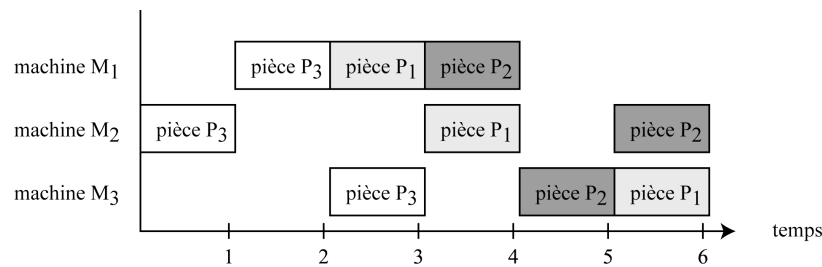 machine M1 pièce P3 pièce P1 pièce P2
machine M2 pièce P3 pièce P1 pièce P2
machine M3 pièce P3 pièce P2 pièce P1
temps
1 2 3 4 5 6